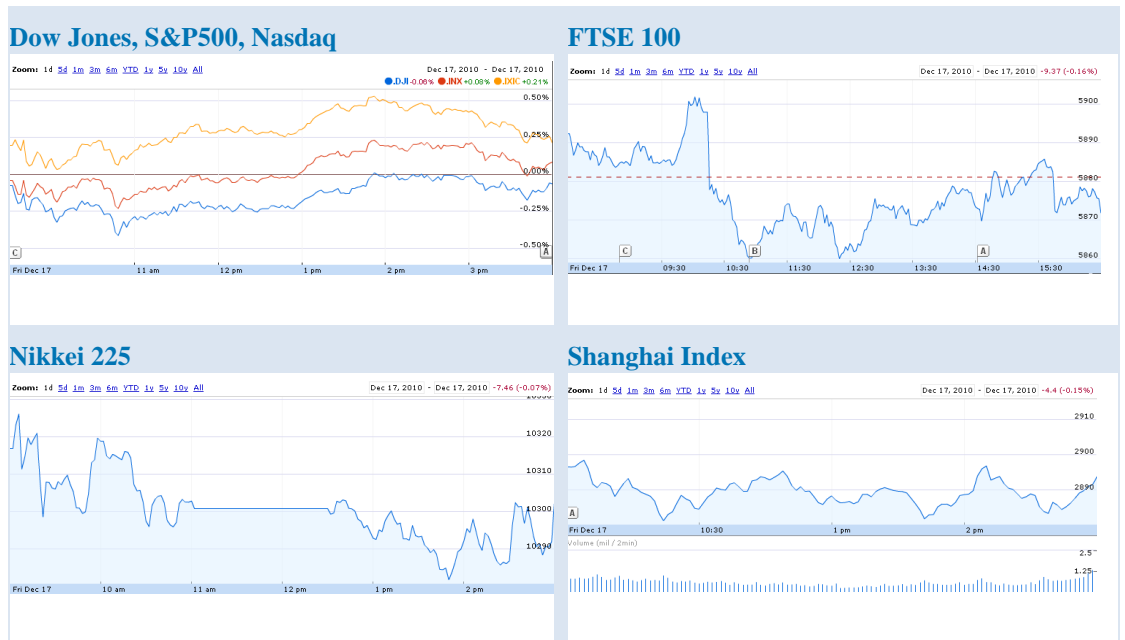 Dow Jones, S&P500, Nasdaq
Zoom: 1d 5d 1m 3m 6m YTD 1y 5y 10y All
Dec 17, 2010 - Dec 17, 2010
.DJI -0.06% .INX +0.08% .IXIC +0.21%
0.50%
0.25%
0.00%
-0.25%
-0.50%
C
A
Fri Dec 17 11 am 12 pm 1 pm 2 pm 3 pm
FTSE 100
Zoom: 1d 5d 1m 3m 6m YTD 1y 5y 10y All
Dec 17, 2010 - Dec 17, 2010 -9.37 (-0.16%)
5900
5890
5880
5870
5860
C B A
Fri Dec 17 09:30 10:30 11:30 12:30 13:30 14:30 15:30
Nikkei 225
Zoom: 1d 5d 1m 3m 6m YTD 1y 5y 10y All
Dec 17, 2010 - Dec 17, 2010 -7.46 (-0.07%)
10320
10310
10300
10290
Fri Dec 17 10 am 11 am 12 pm 1 pm 2 pm
Shanghai Index
Zoom: 1d 5d 1m 3m 6m YTD 1y 5y 10y All
Dec 17, 2010 - Dec 17, 2010 -4.4 (-0.15%)
2910
2900
2890
A
Fri Dec 17 10:30 1 pm 2 pm
Volume (mil / 2min)
2.5
1.25